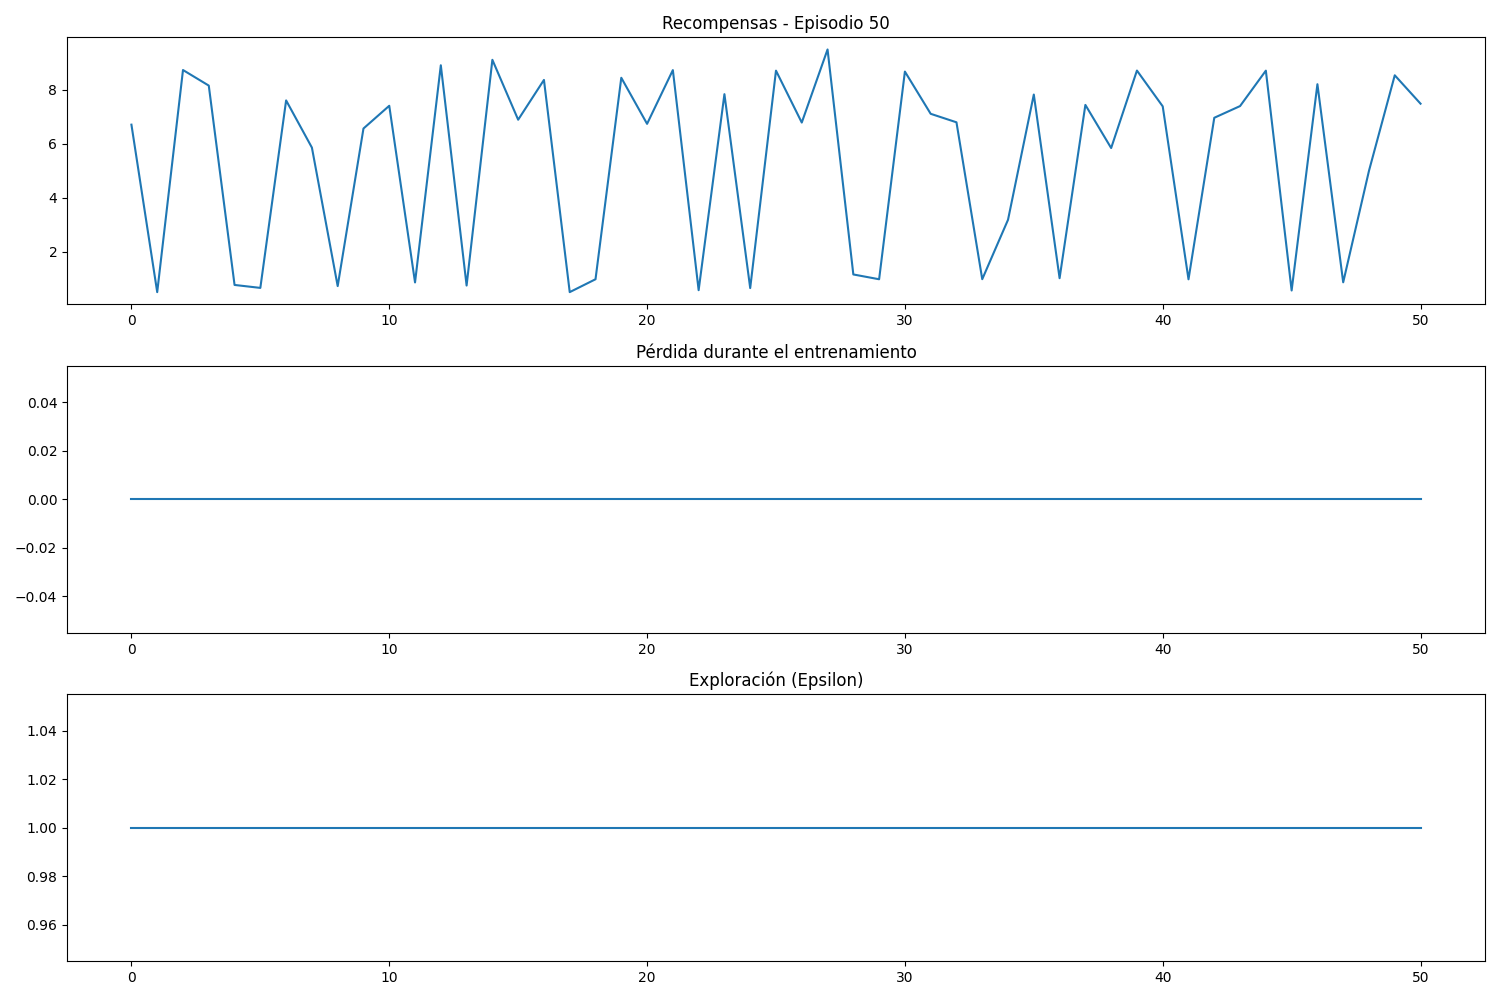 Recompensas - Episodio 50
8
6
4
2
0 10 20 30 40 50
Pérdida durante el entrenamiento
0.04
0.02
0.00
−0.02
−0.04
0 10 20 30 40 50
Exploración (Epsilon)
1.04
1.02
1.00
0.98
0.96
0 10 20 30 40 50